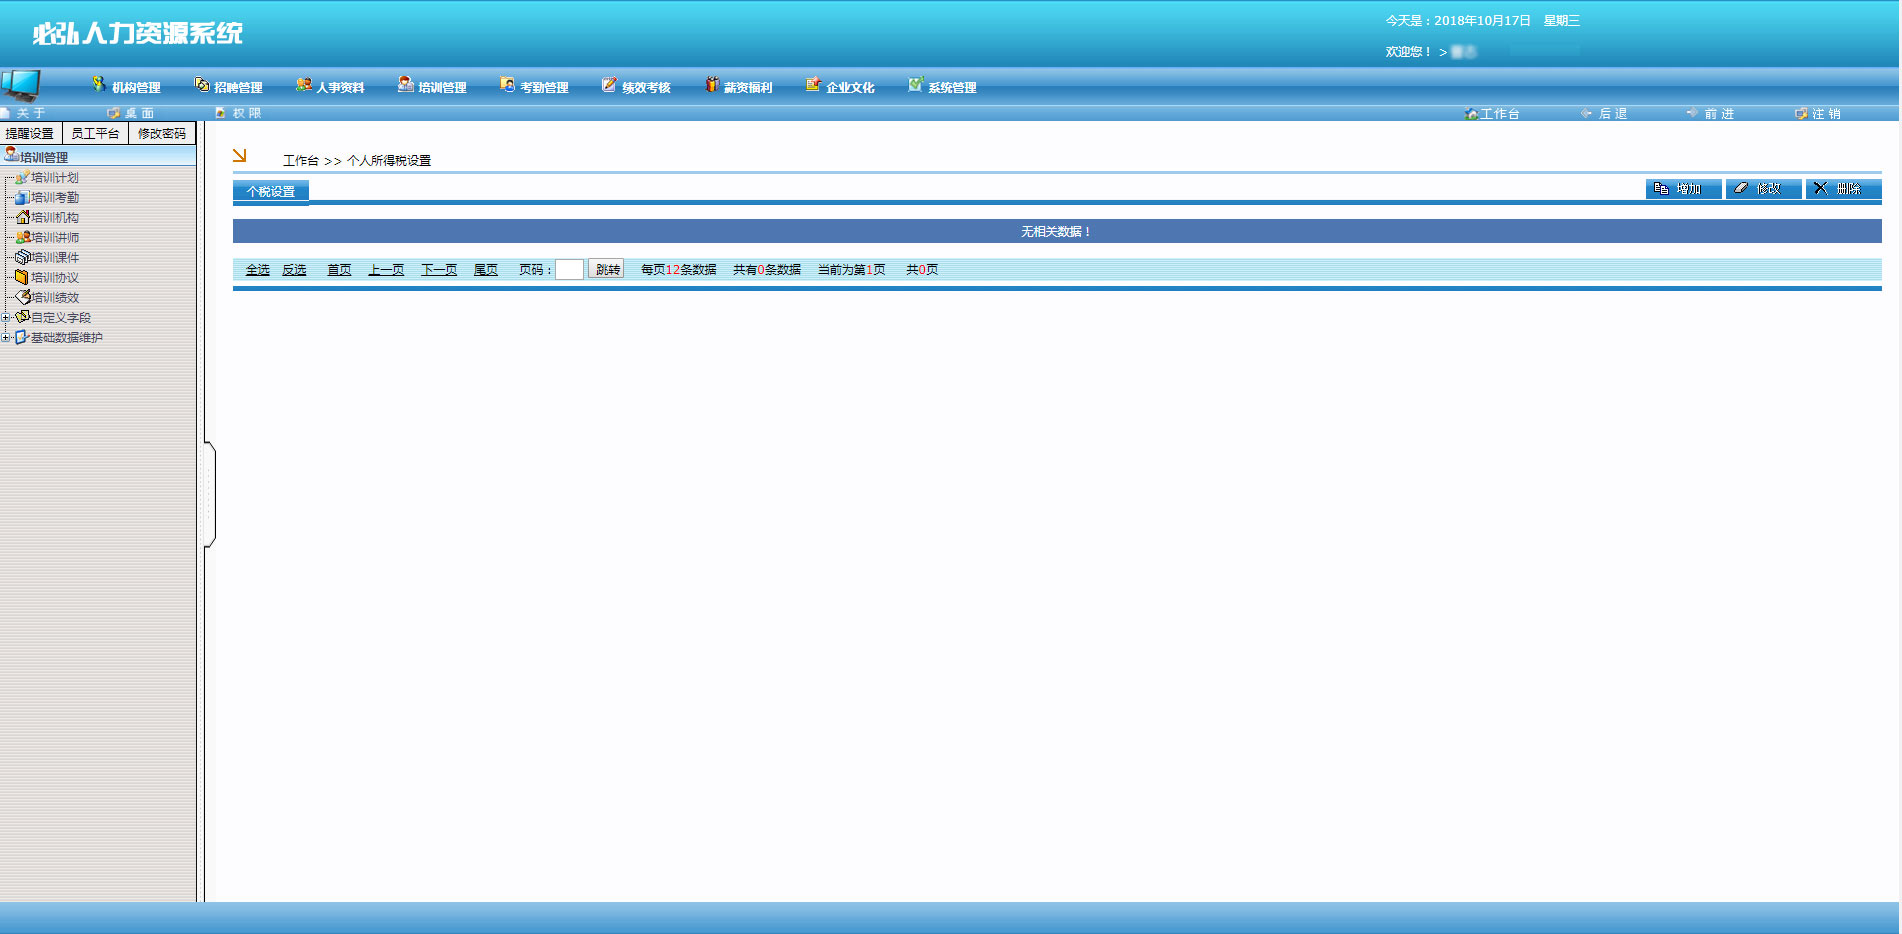 必弘人力资源系统
今天是：2018年10月17日 星期三
欢迎您！ >
机构管理 招聘管理 人事资料 培训管理 考勤管理 绩效考核 薪资福利 企业文化 系统管理
关于 桌面 权限 工作台 后退 前进 注销
提醒设置 员工平台 修改密码
培训管理
培训计划
培训考勤
培训机构
培训讲师
培训课件
培训协议
培训绩效
自定义字段
基础数据维护
工作台 >> 个人所得税设置
个税设置 增加 修改 删除
无相关数据！
全选 反选 首页 上一页 下一页 尾页 页码： 跳转 每页12条数据 共有0条数据 当前为第1页 共0页